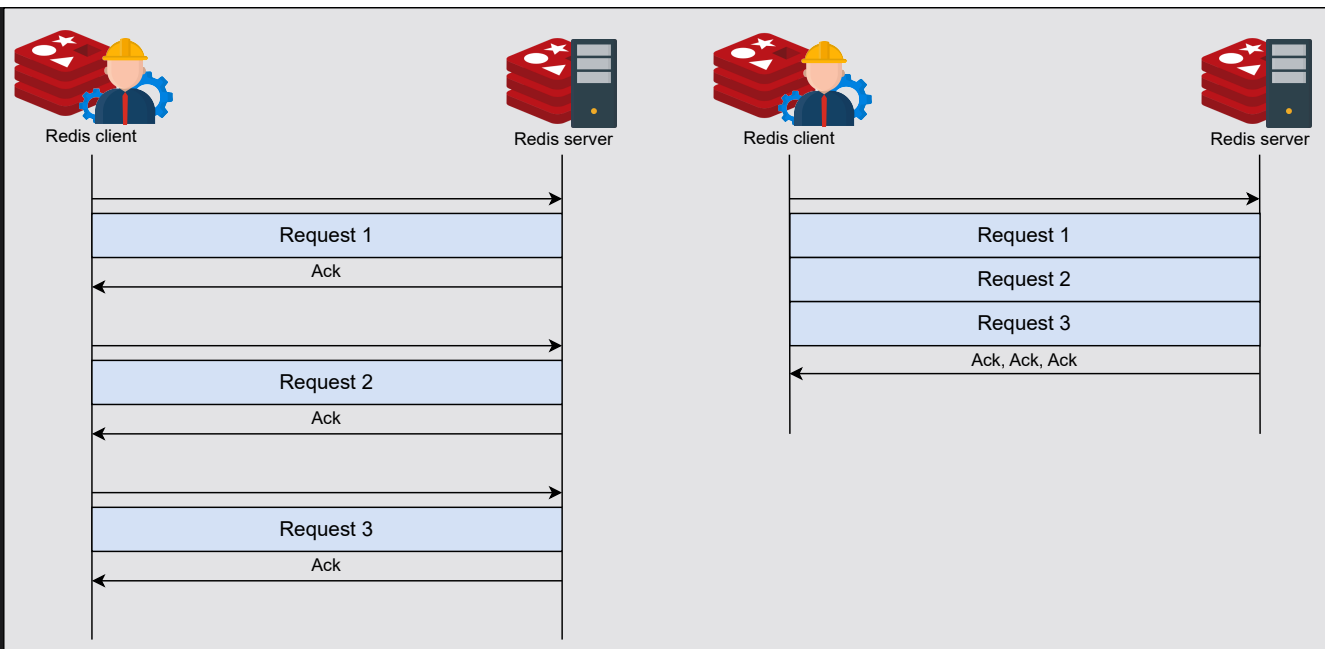 Redis client
Redis server
Request 1
Ack
Request 2
Ack
Request 3
Ack
Redis client
Redis server
Request 1
Request 2
Request 3
Ack, Ack, Ack